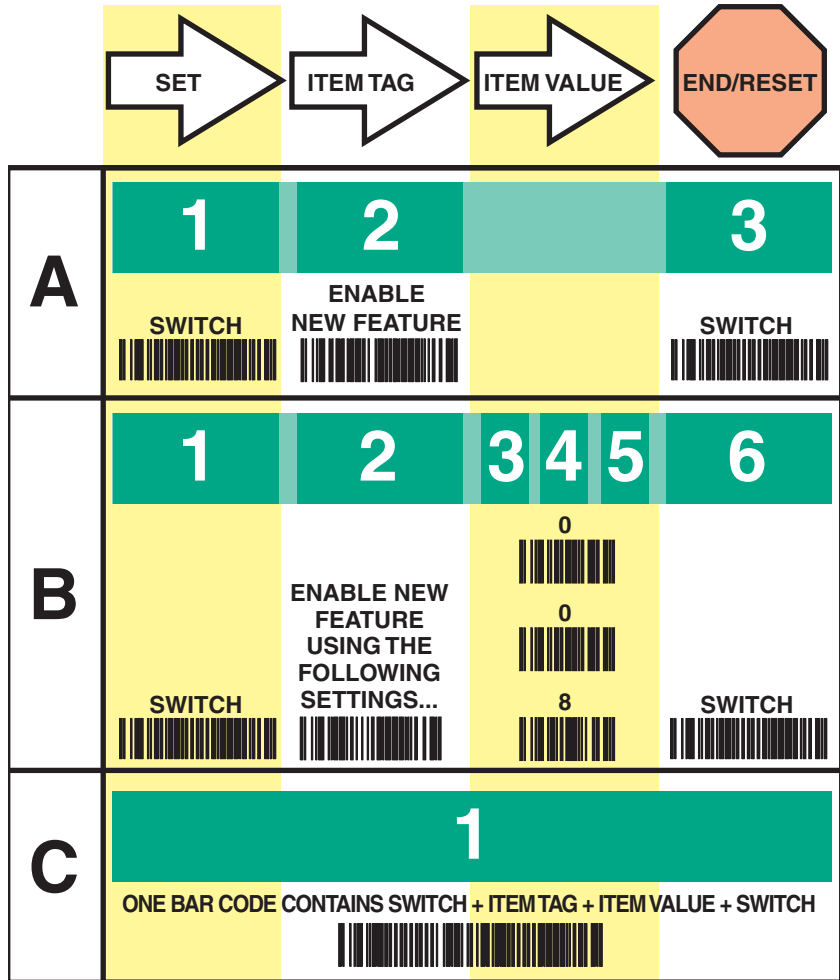 SET
ITEM TAG
ITEM VALUE
END/RESET
A
1
2
3
SWITCH
ENABLE
NEW FEATURE
SWITCH
B
1
2
3
4
5
6
SWITCH
ENABLE NEW
FEATURE
USING THE
FOLLOWING
SETTINGS...
0
0
8
SWITCH
C
1
ONE BAR CODE CONTAINS SWITCH + ITEM TAG + ITEM VALUE + SWITCH